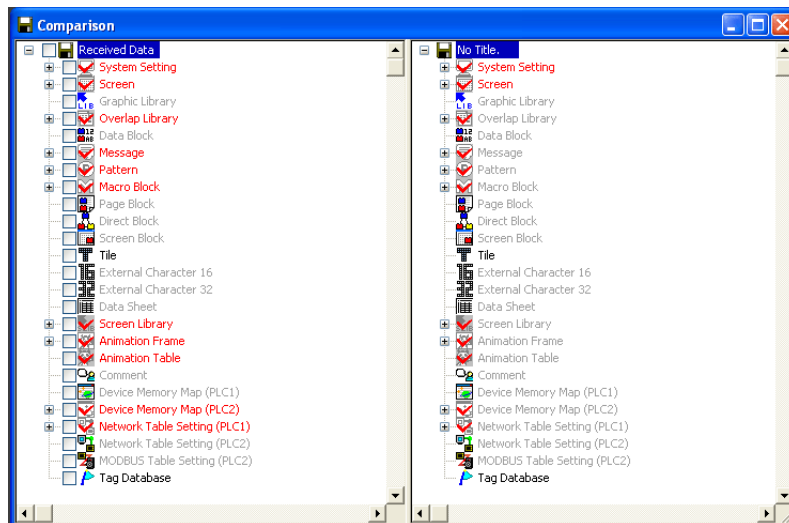 Comparison
Received Data
System Setting
Screen
Graphic Library
Overlap Library
Data Block
Message
Pattern
Macro Block
Page Block
Direct Block
Screen Block
Tile
External Character 16
External Character 32
Data Sheet
Screen Library
Animation Frame
Animation Table
Comment
Device Memory Map (PLC1)
Device Memory Map (PLC2)
Network Table Setting (PLC1)
Network Table Setting (PLC2)
MODBUS Table Setting (PLC2)
Tag Database
No Title.
System Setting
Screen
Graphic Library
Overlap Library
Data Block
Message
Pattern
Macro Block
Page Block
Direct Block
Screen Block
Tile
External Character 16
External Character 32
Data Sheet
Screen Library
Animation Frame
Animation Table
Comment
Device Memory Map (PLC1)
Device Memory Map (PLC2)
Network Table Setting (PLC1)
Network Table Setting (PLC2)
MODBUS Table Setting (PLC2)
Tag Database